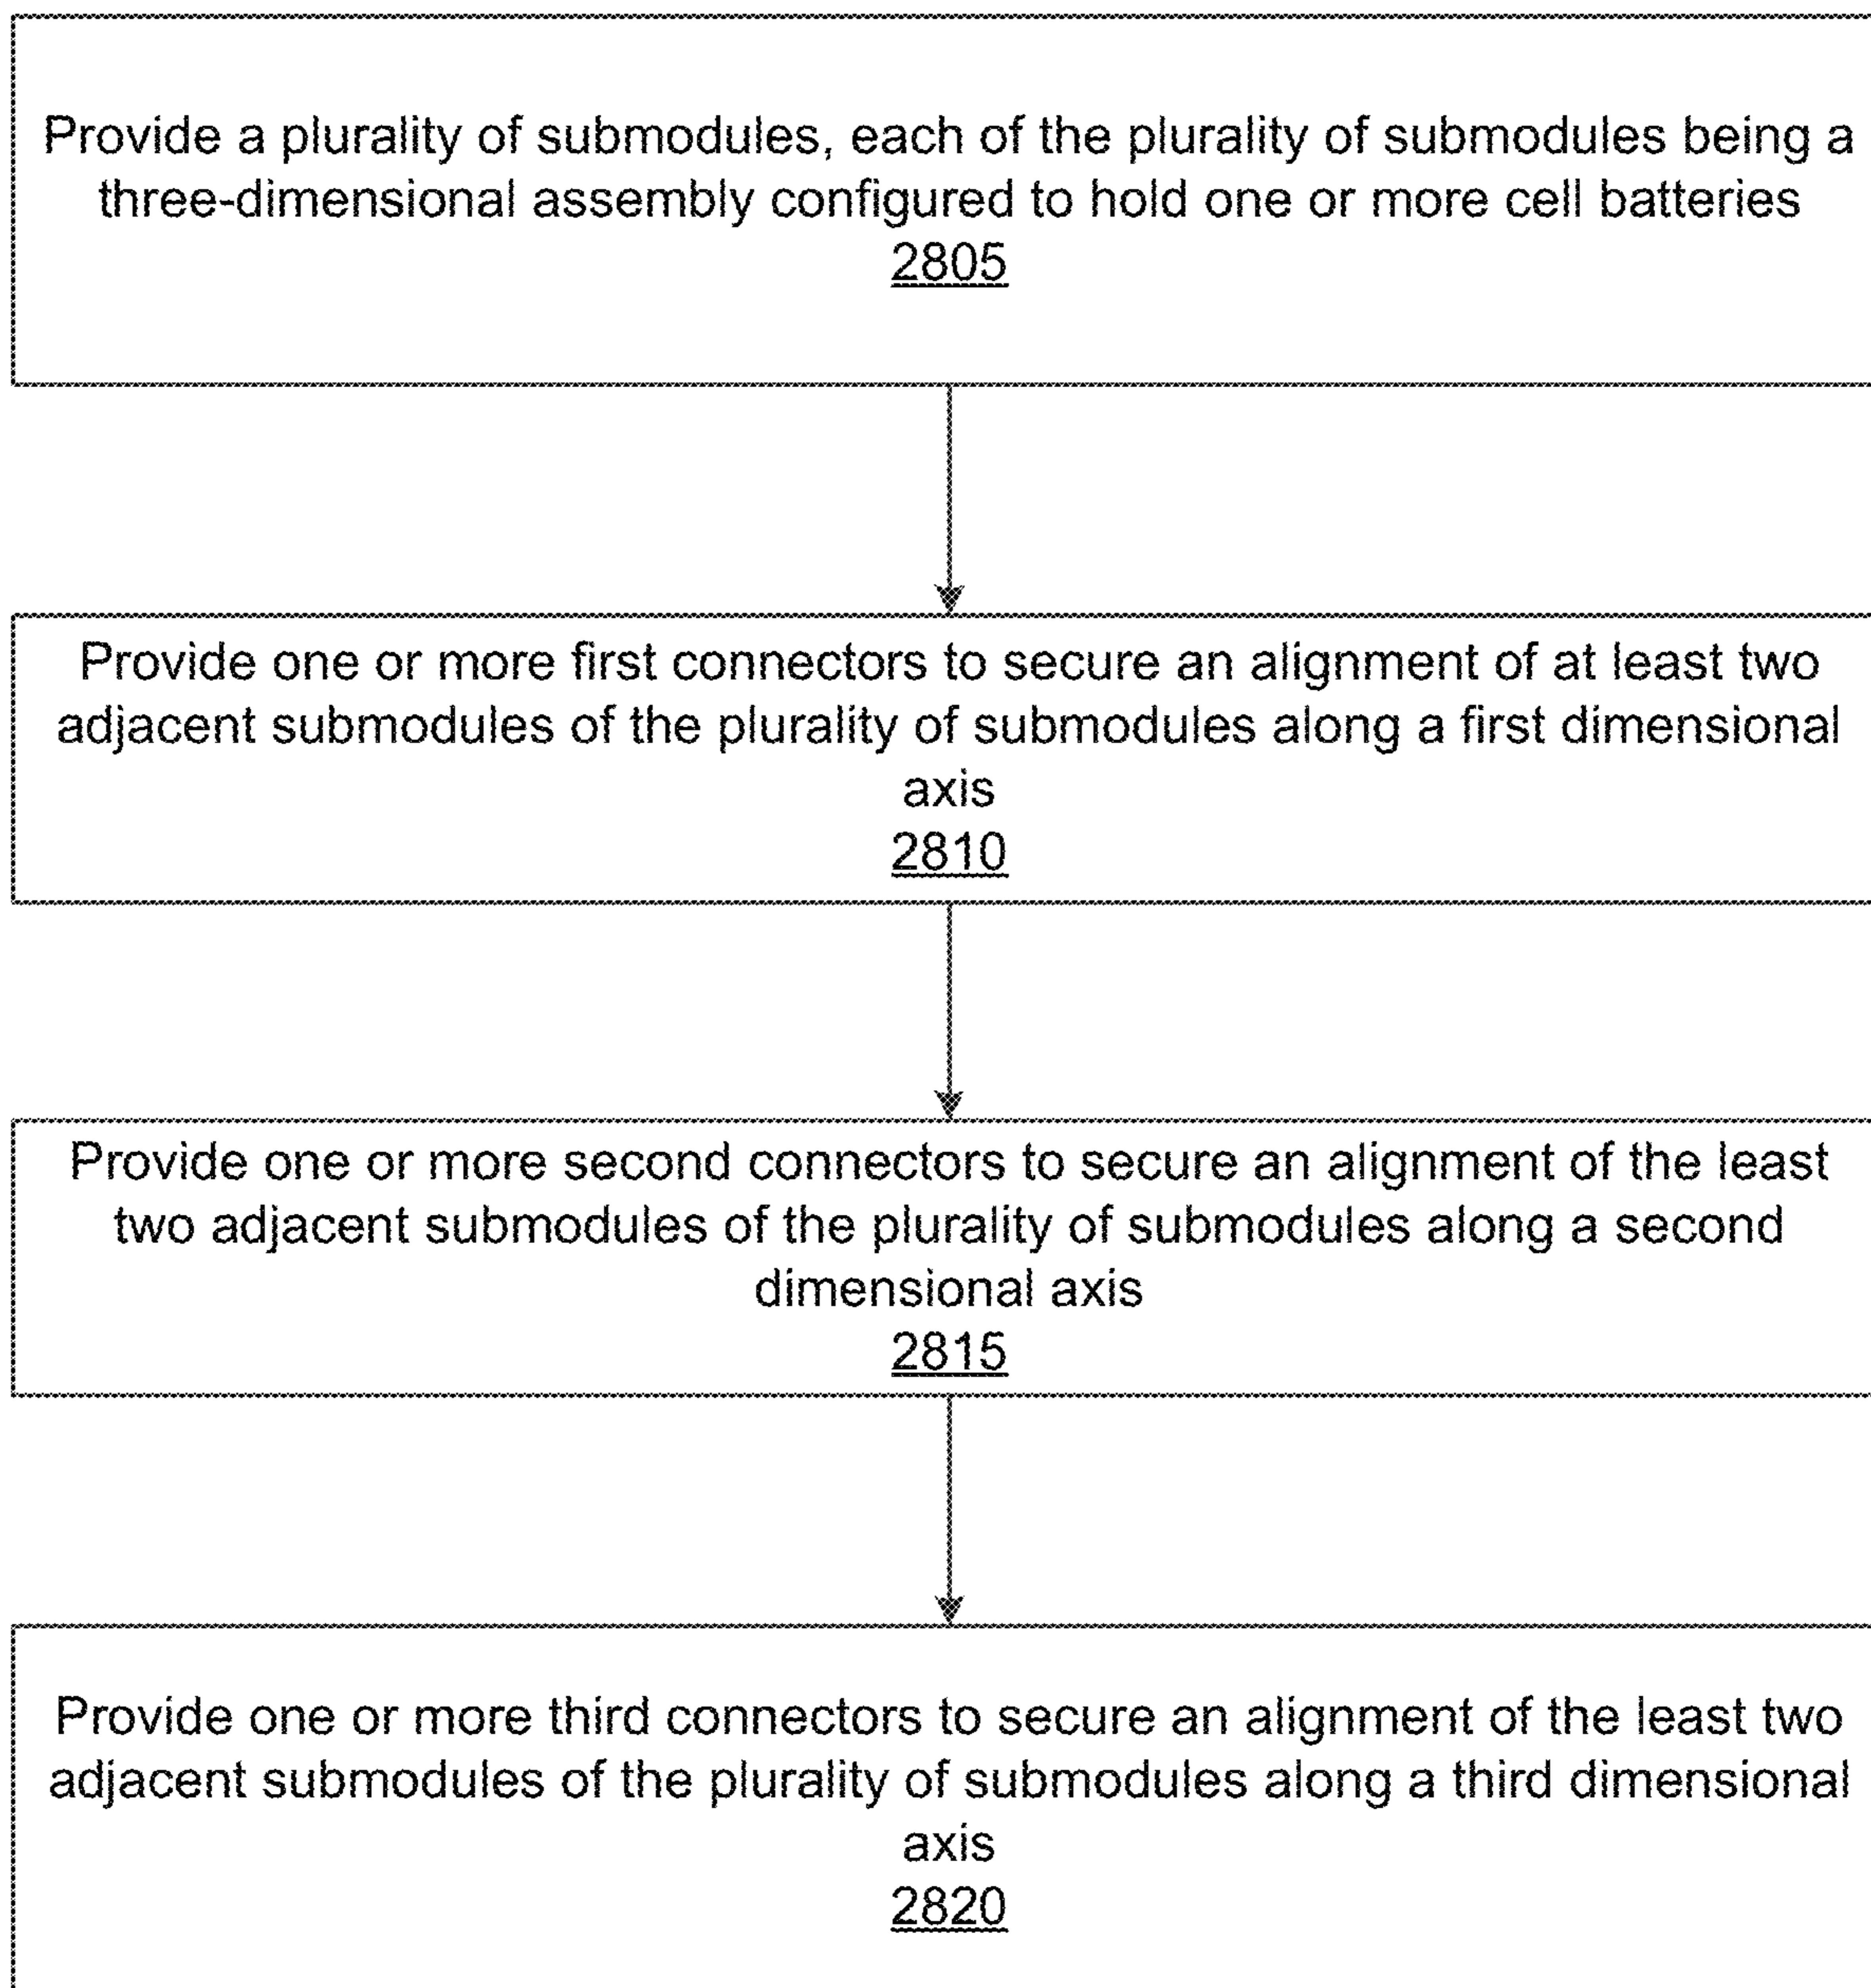 Provide a plurality of submodules, each of the plurality of submodules being a
three-dimensional assembly configured to hold one or more cell batteries
2805
Provide one or more first connectors to secure an alignment of at least two
adjacent submodules of the plurality of submodules along a first dimensional
axis
2810
Provide one or more second connectors to secure an alignment of the least
two adjacent submodules of the plurality of submodules along a second
dimensional axis
2815
Provide one or more third connectors to secure an alignment of the least two
adjacent submodules of the plurality of submodules along a third dimensional
axis
2820